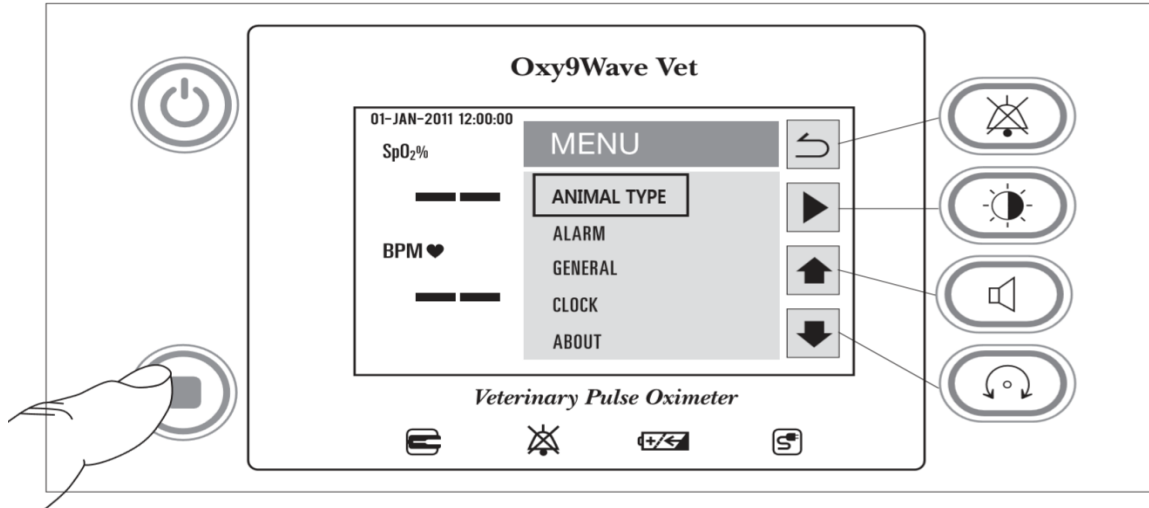 Oxy9Wave Vet
01-JAN-2011 12:00:00
SpO₂%
BPM
MENU
ANIMAL TYPE
ALARM
GENERAL
CLOCK
ABOUT
Veterinary Pulse Oximeter